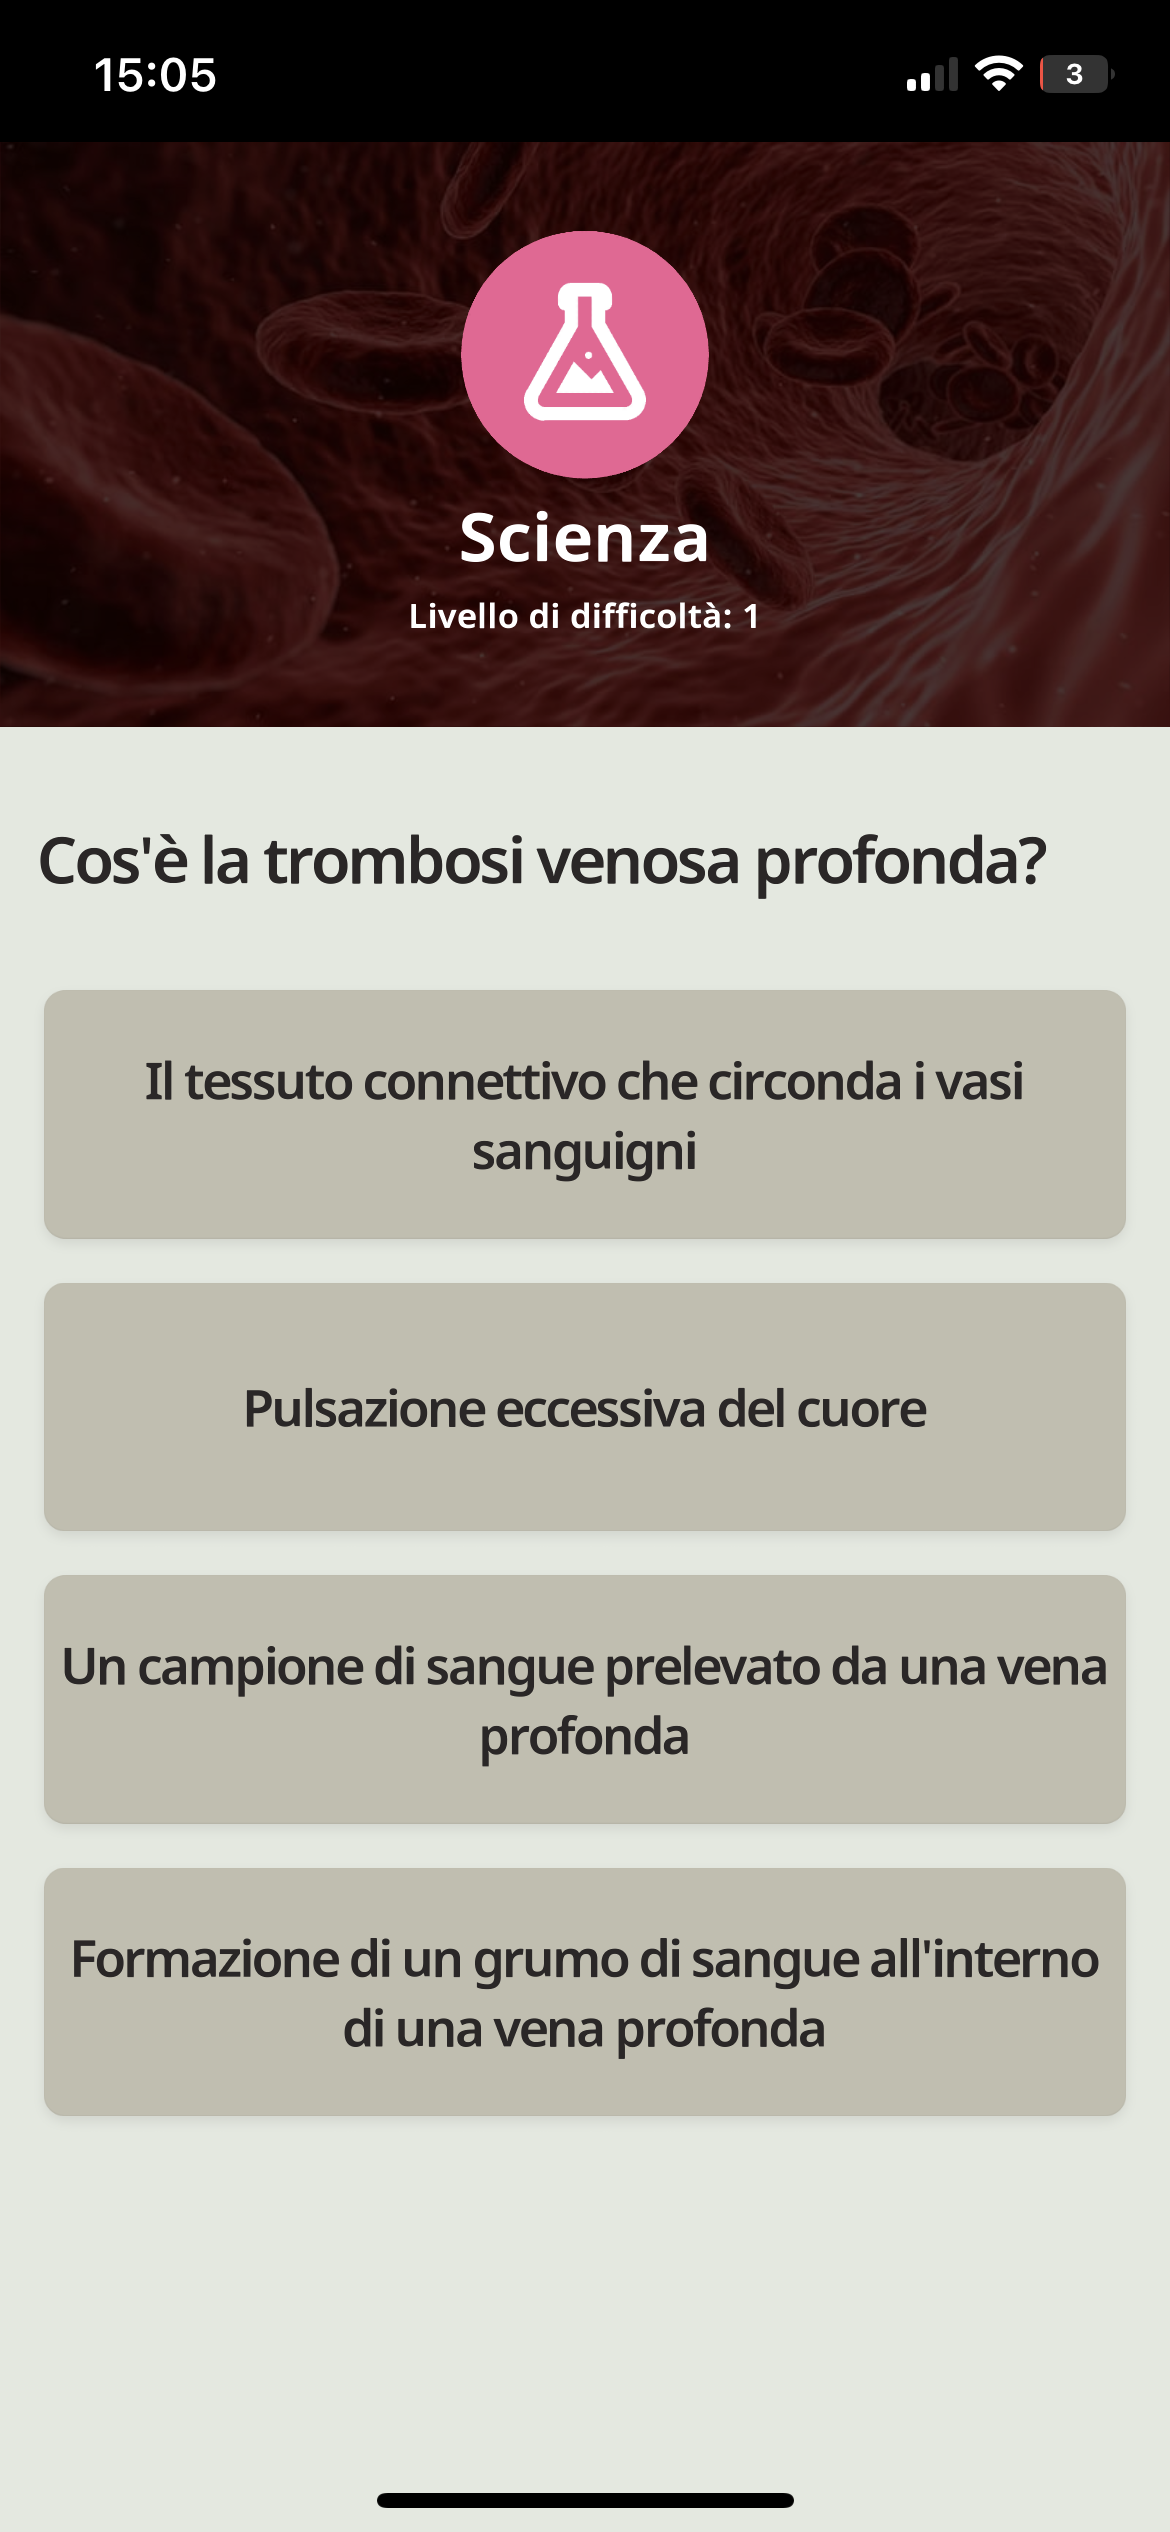 15:05
3
Scienza
Livello di difficoltà: 1
Cos'è la trombosi venosa profonda?
Il tessuto connettivo che circonda i vasi
sanguigni
Pulsazione eccessiva del cuore
Un campione di sangue prelevato da una vena
profonda
Formazione di un grumo di sangue all'interno
di una vena profonda